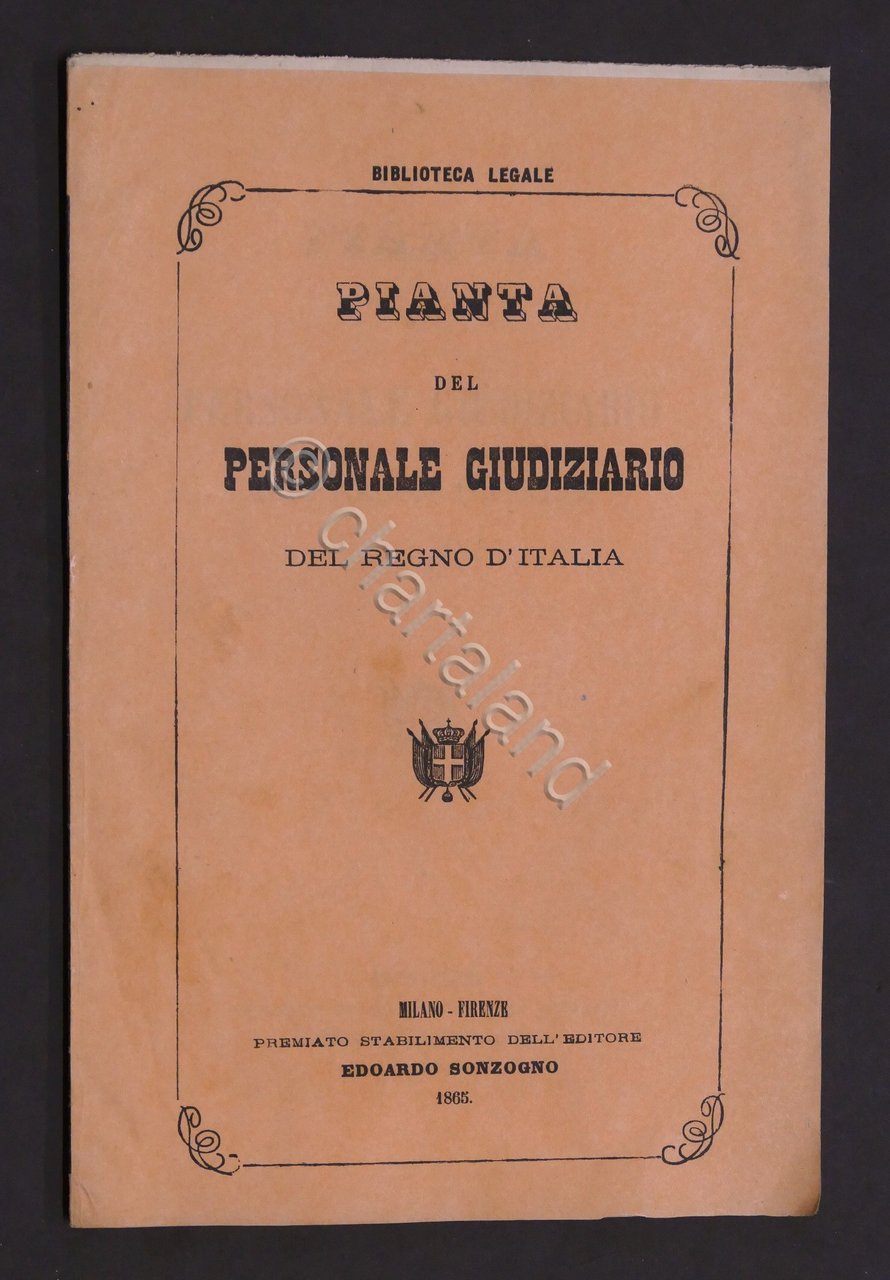 BIBLIOTECA LEGALE
PIANTA
DEL
PERSONALE GIUDIZIARIO
DEL REGNO D'ITALIA
© chartaland
MILANO - FIRENZE
PREMIATO STABILIMENTO DELL'EDITORE
EDOARDO SONZOGNO
1865.